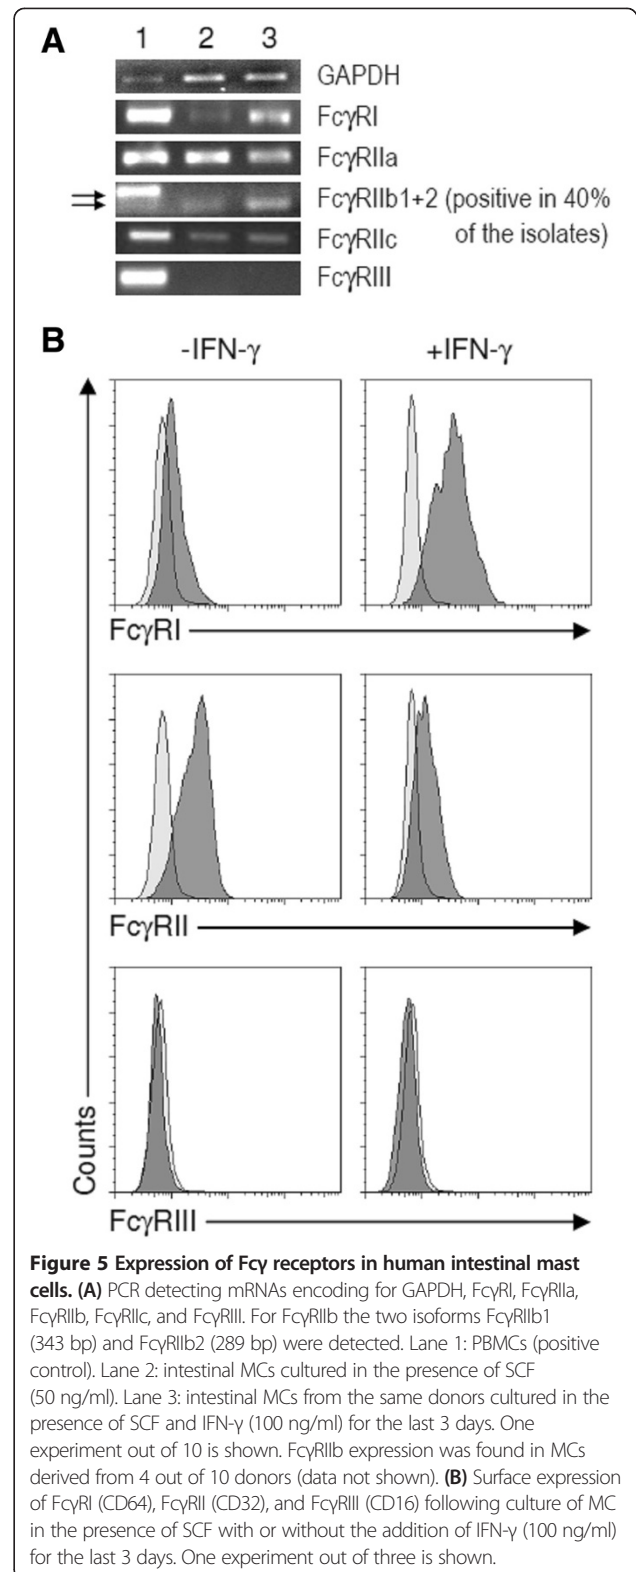 A
1 2 3
GAPDH
FcγRI
FcγRIIa
FcγRIIb1+2 (positive in 40%
of the isolates)
FcγRIIc
FcγRIII
B
-IFN-γ +IFN-γ
FcγRI
FcγRII
Counts
FcγRIII
Figure 5 Expression of Fcγ receptors in human intestinal mast
cells. (A) PCR detecting mRNAs encoding for GAPDH, FcγRI, FcγRIIa,
FcγRIIb, FcγRIIc, and FcγRIII. For FcγRIIb the two isoforms FcγRIIb1
(343 bp) and FcγRIIb2 (289 bp) were detected. Lane 1: PBMCs (positive
control). Lane 2: intestinal MCs cultured in the presence of SCF
(50 ng/ml). Lane 3: intestinal MCs from the same donors cultured in the
presence of SCF and IFN-γ (100 ng/ml) for the last 3 days. One
experiment out of 10 is shown. FcγRIIb expression was found in MCs
derived from 4 out of 10 donors (data not shown). (B) Surface expression
of FcγRI (CD64), FcγRII (CD32), and FcγRIII (CD16) following culture of MC
in the presence of SCF with or without the addition of IFN-γ (100 ng/ml)
for the last 3 days. One experiment out of three is shown.